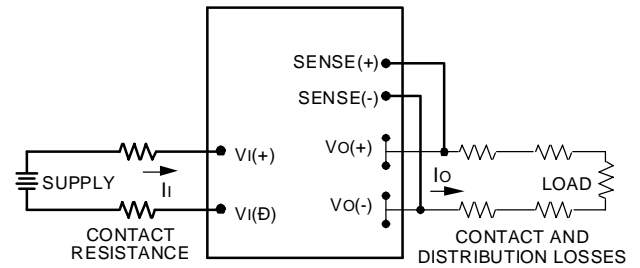 SENSE(+)
SENSE(-)
VI(+)
VO(+)
SUPPLY
II
IO
LOAD
VI(Ð)
VO(-)
CONTACT
RESISTANCE
CONTACT AND
DISTRIBUTION LOSSES